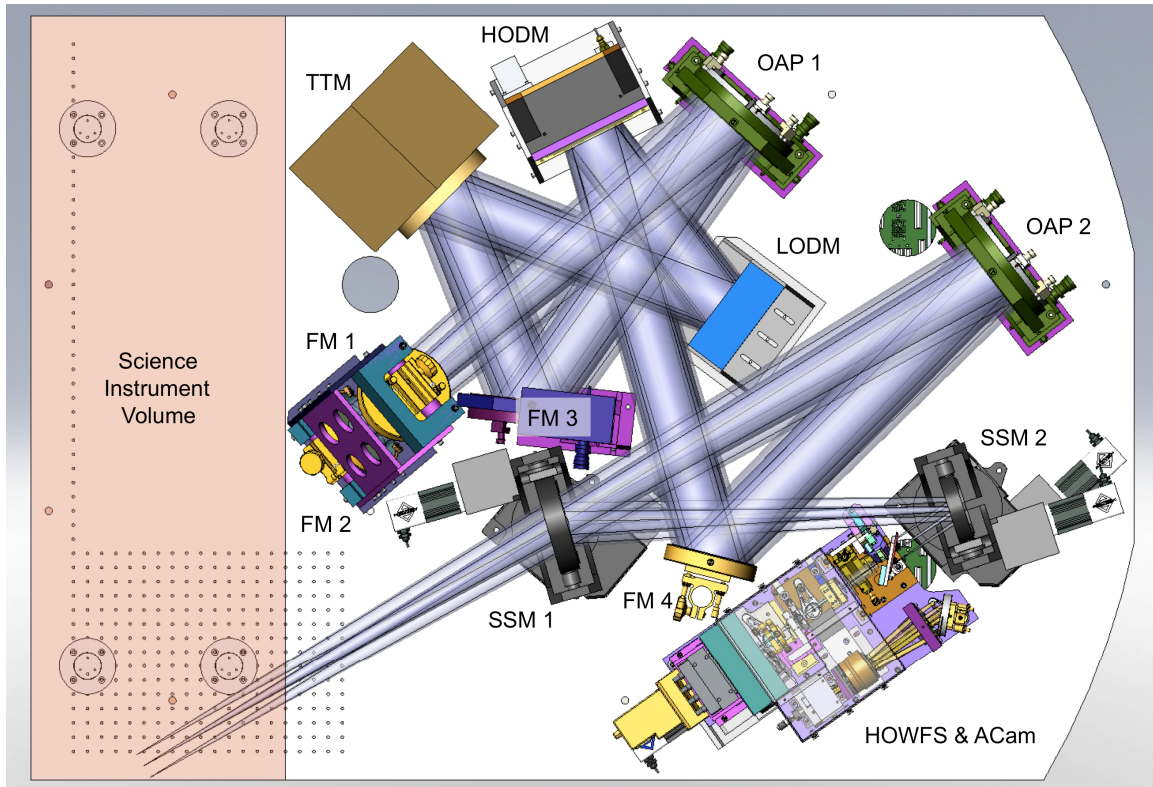 HODM
OAP 1
TTM
OAP 2
LODM
FM 1
Science
Instrument
Volume
FM 3
SSM 2
FM 2
SSM 1
FM 4
HOWFS & ACam